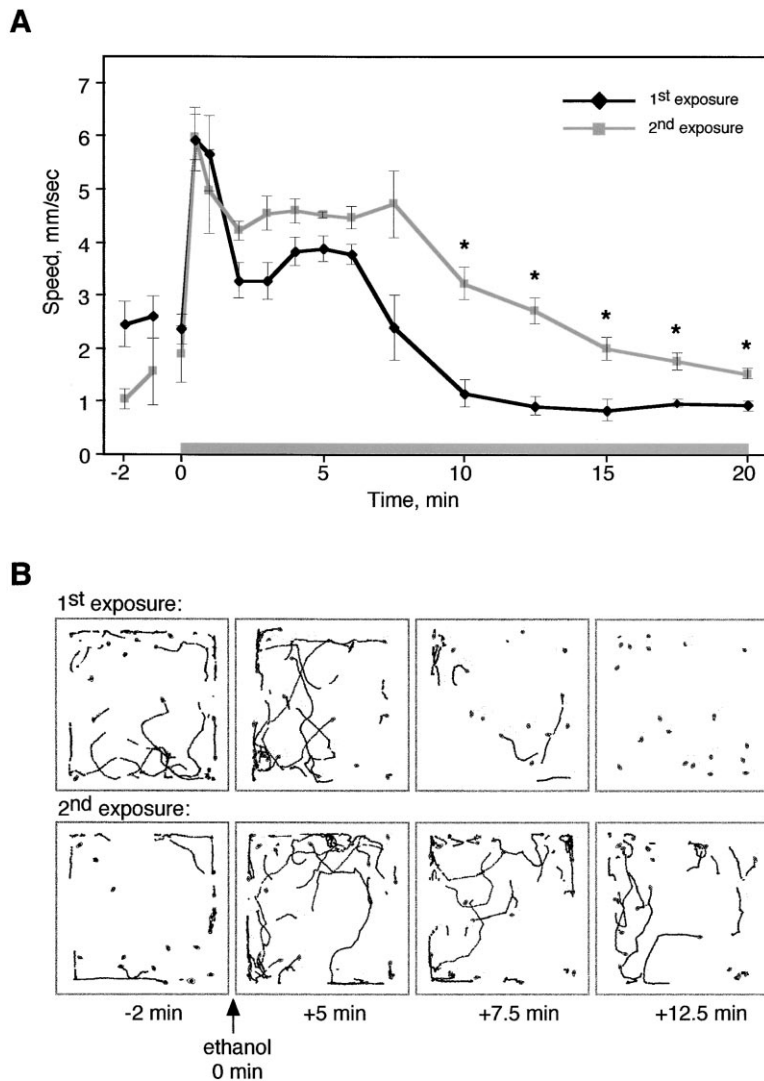 A
7
6
5
4
3
2
1
0
Speed, mm/sec
1st exposure
2nd exposure
*
*
*
*
*
-2 0 5 10 15 20
Time, min
B
1st exposure:
2nd exposure:
-2 min +5 min +7.5 min +12.5 min
ethanol
0 min